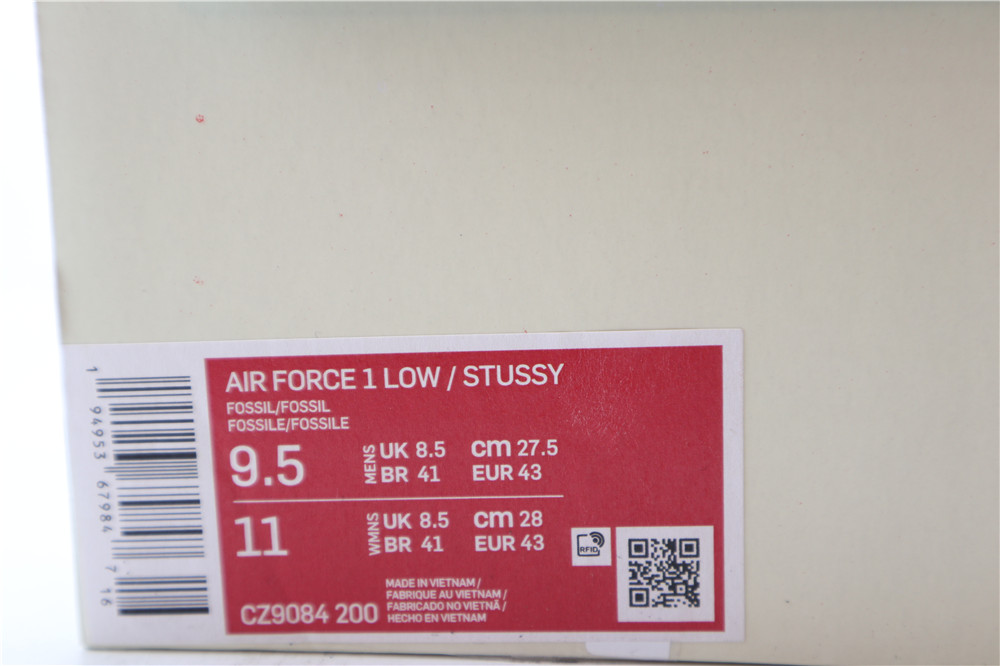 AIR FORCE 1 LOW / STUSSY
FOSSIL/FOSSIL
FOSSILE/FOSSILE
9.5 MENS UK 8.5 cm 27.5
BR 41 EUR 43
11 WMNS UK 8.5 cm 28
BR 41 EUR 43
RFID
CZ9084 200
MADE IN VIETNAM /
FABRIQUE AU VIETNAM /
FABRICADO NO VIETNÃ /
HECHO EN VIETNAM
1 94953 67984 7 16